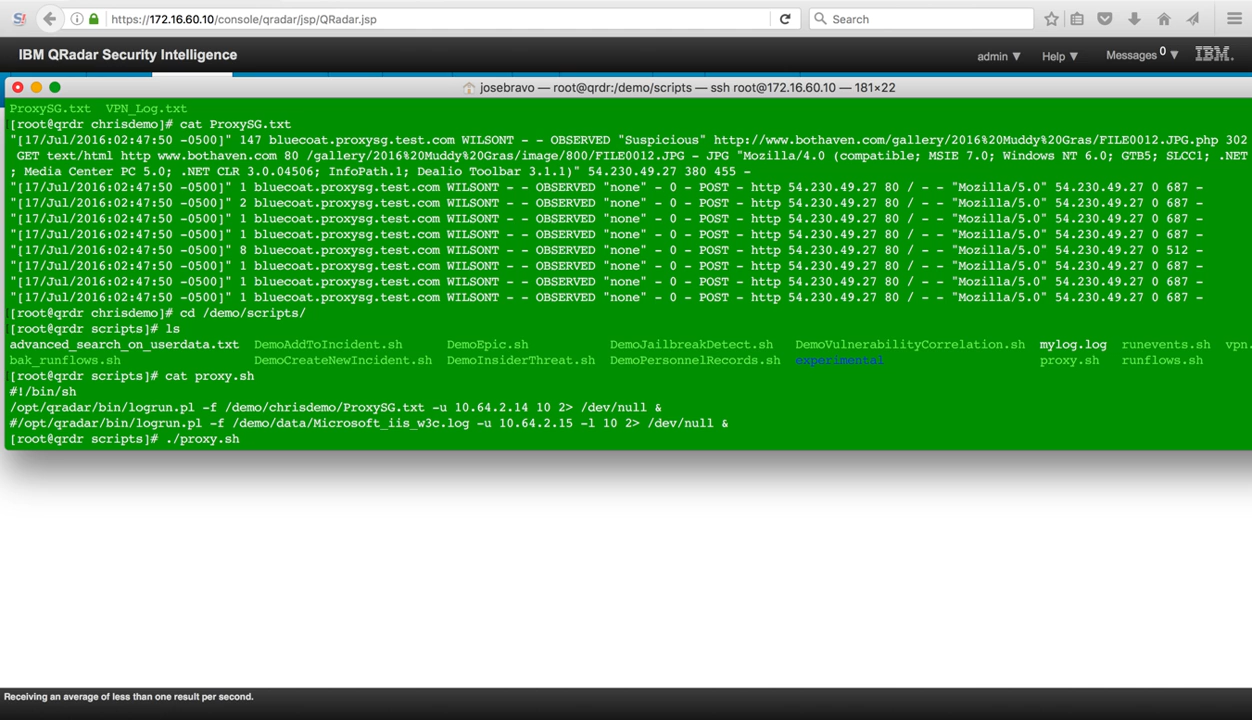 https://172.16.60.10/console/qradar/jsp/QRadar.jsp
Search
IBM QRadar Security Intelligence
admin ▼ Help ▼ Messages 0 ▼ IBM.
josebravo — root@qrdr:/demo/scripts — ssh root@172.16.60.10 — 181×22
ProxySG.txt VPN_Log.txt
[root@qrdr chrisdemo]# cat ProxySG.txt
"[17/Jul/2016:02:47:50 -0500]" 147 bluecoat.proxysg.test.com WILSONT - - OBSERVED "Suspicious" http://www.bothaven.com/gallery/2016%20Muddy%20Gras/FILE0012.JPG.php 302
GET text/html http www.bothaven.com 80 /gallery/2016%20Muddy%20Gras/image/800/FILE0012.JPG - JPG "Mozilla/4.0 (compatible; MSIE 7.0; Windows NT 6.0; GTB5; SLCC1; .NET
; Media Center PC 5.0; .NET CLR 3.0.04506; InfoPath.1; Dealio Toolbar 3.1.1)" 54.230.49.27 380 455 -
"[17/Jul/2016:02:47:50 -0500]" 1 bluecoat.proxysg.test.com WILSONT - - OBSERVED "none" - 0 - POST - http 54.230.49.27 80 / - - "Mozilla/5.0" 54.230.49.27 0 687 -
"[17/Jul/2016:02:47:50 -0500]" 2 bluecoat.proxysg.test.com WILSONT - - OBSERVED "none" - 0 - POST - http 54.230.49.27 80 / - - "Mozilla/5.0" 54.230.49.27 0 687 -
"[17/Jul/2016:02:47:50 -0500]" 1 bluecoat.proxysg.test.com WILSONT - - OBSERVED "none" - 0 - POST - http 54.230.49.27 80 / - - "Mozilla/5.0" 54.230.49.27 0 687 -
"[17/Jul/2016:02:47:50 -0500]" 1 bluecoat.proxysg.test.com WILSONT - - OBSERVED "none" - 0 - POST - http 54.230.49.27 80 / - - "Mozilla/5.0" 54.230.49.27 0 687 -
"[17/Jul/2016:02:47:50 -0500]" 8 bluecoat.proxysg.test.com WILSONT - - OBSERVED "none" - 0 - POST - http 54.230.49.27 80 / - - "Mozilla/5.0" 54.230.49.27 0 512 -
"[17/Jul/2016:02:47:50 -0500]" 1 bluecoat.proxysg.test.com WILSONT - - OBSERVED "none" - 0 - POST - http 54.230.49.27 80 / - - "Mozilla/5.0" 54.230.49.27 0 687 -
"[17/Jul/2016:02:47:50 -0500]" 1 bluecoat.proxysg.test.com WILSONT - - OBSERVED "none" - 0 - POST - http 54.230.49.27 80 / - - "Mozilla/5.0" 54.230.49.27 0 687 -
"[17/Jul/2016:02:47:50 -0500]" 1 bluecoat.proxysg.test.com WILSONT - - OBSERVED "none" - 0 - POST - http 54.230.49.27 80 / - - "Mozilla/5.0" 54.230.49.27 0 687 -
[root@qrdr chrisdemo]# cd /demo/scripts/
[root@qrdr scripts]# ls
advanced_search_on_userdata.txt DemoAddToIncident.sh DemoEpic.sh DemoJailbreakDetect.sh DemoVulnerabilityCorrelation.sh mylog.log runevents.sh vpn.
bak_runflows.sh DemoCreateNewIncident.sh DemoInsiderThreat.sh DemoPersonnelRecords.sh experimental proxy.sh runflows.sh
[root@qrdr scripts]# cat proxy.sh
#!/bin/sh
/opt/qradar/bin/logrun.pl -f /demo/chrisdemo/ProxySG.txt -u 10.64.2.14 10 2> /dev/null &
#/opt/qradar/bin/logrun.pl -f /demo/data/Microsoft_iis_w3c.log -u 10.64.2.15 -l 10 2> /dev/null &
[root@qrdr scripts]# ./proxy.sh
Receiving an average of less than one result per second.